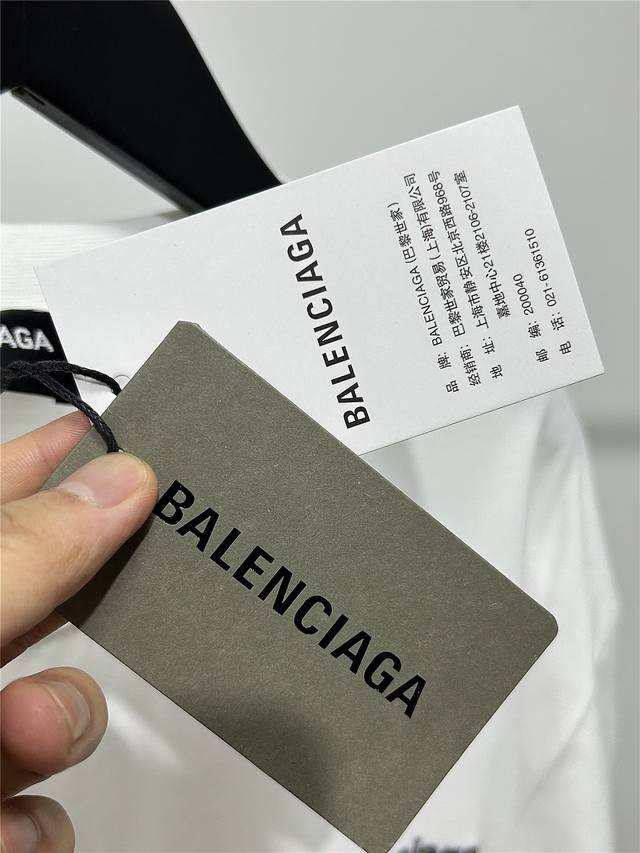 AGA
BALENCIAGA
品 牌: BALENCIAGA (巴黎世家)
经销商: 巴黎世家贸易(上海)有限公司
地 址: 上海市静安区北京西路968号
嘉地中心21楼2106-2107室
邮 编: 200040
电 话: 021-61361510
BALENCIAGA